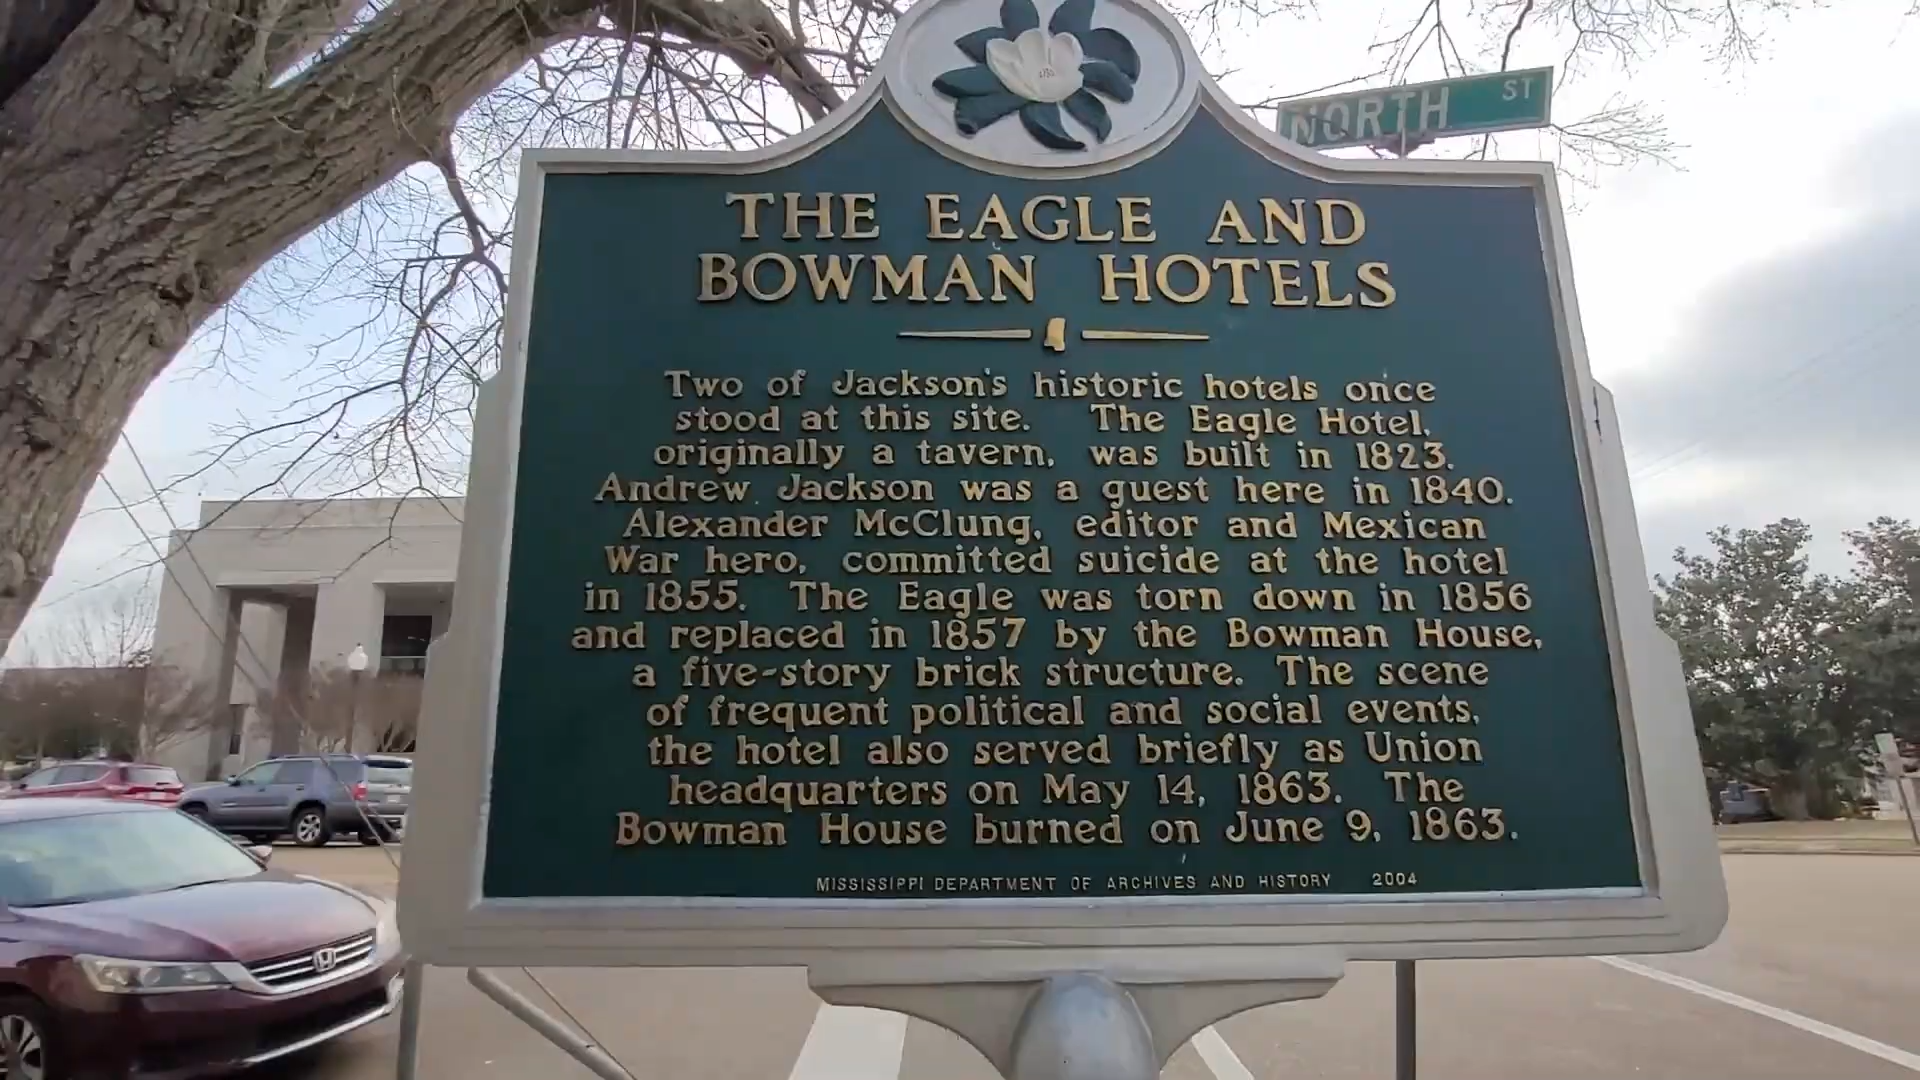 NORTH ST
THE EAGLE AND
BOWMAN HOTELS
Two of Jackson's historic hotels once
stood at this site. The Eagle Hotel,
originally a tavern, was built in 1823.
Andrew Jackson was a guest here in 1840.
Alexander McClung, editor and Mexican
War hero, committed suicide at the hotel
in 1855. The Eagle was torn down in 1856
and replaced in 1857 by the Bowman House,
a five-story brick structure. The scene
of frequent political and social events,
the hotel also served briefly as Union
headquarters on May 14, 1863. The
Bowman House burned on June 9, 1863.
MISSISSIPPI DEPARTMENT OF ARCHIVES AND HISTORY 2004